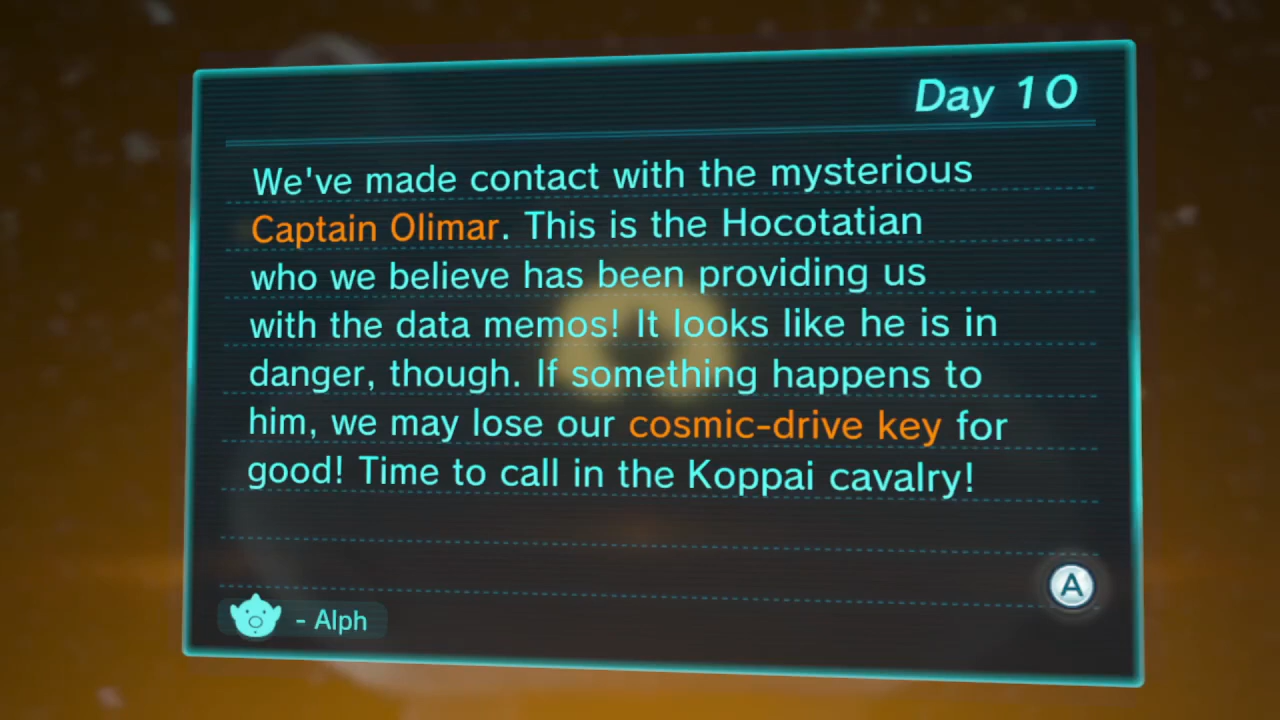 Day 10
We've made contact with the mysterious
Captain Olimar. This is the Hocotatian
who we believe has been providing us
with the data memos! It looks like he is in
danger, though. If something happens to
him, we may lose our cosmic-drive key for
good! Time to call in the Koppai cavalry!
A
- Alph